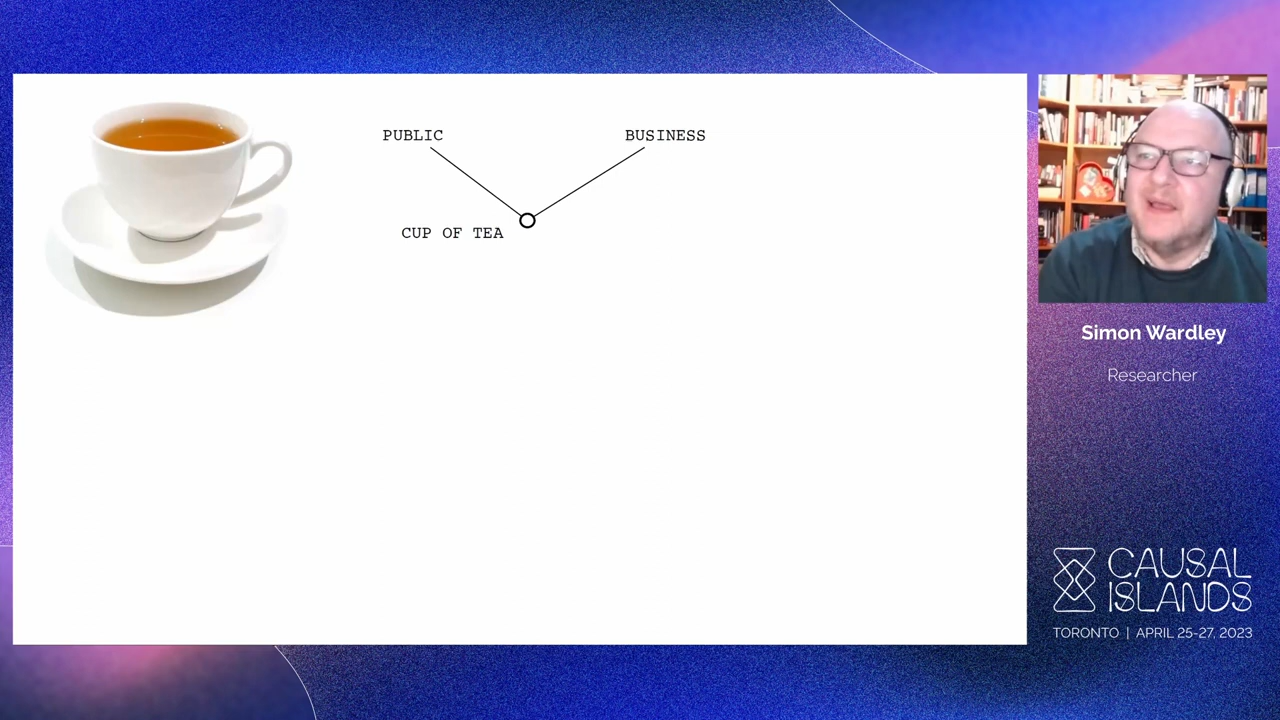 PUBLIC
BUSINESS
CUP OF TEA
Simon Wardley
Researcher
CAUSAL
ISLANDS
TORONTO | APRIL 25-27, 2023